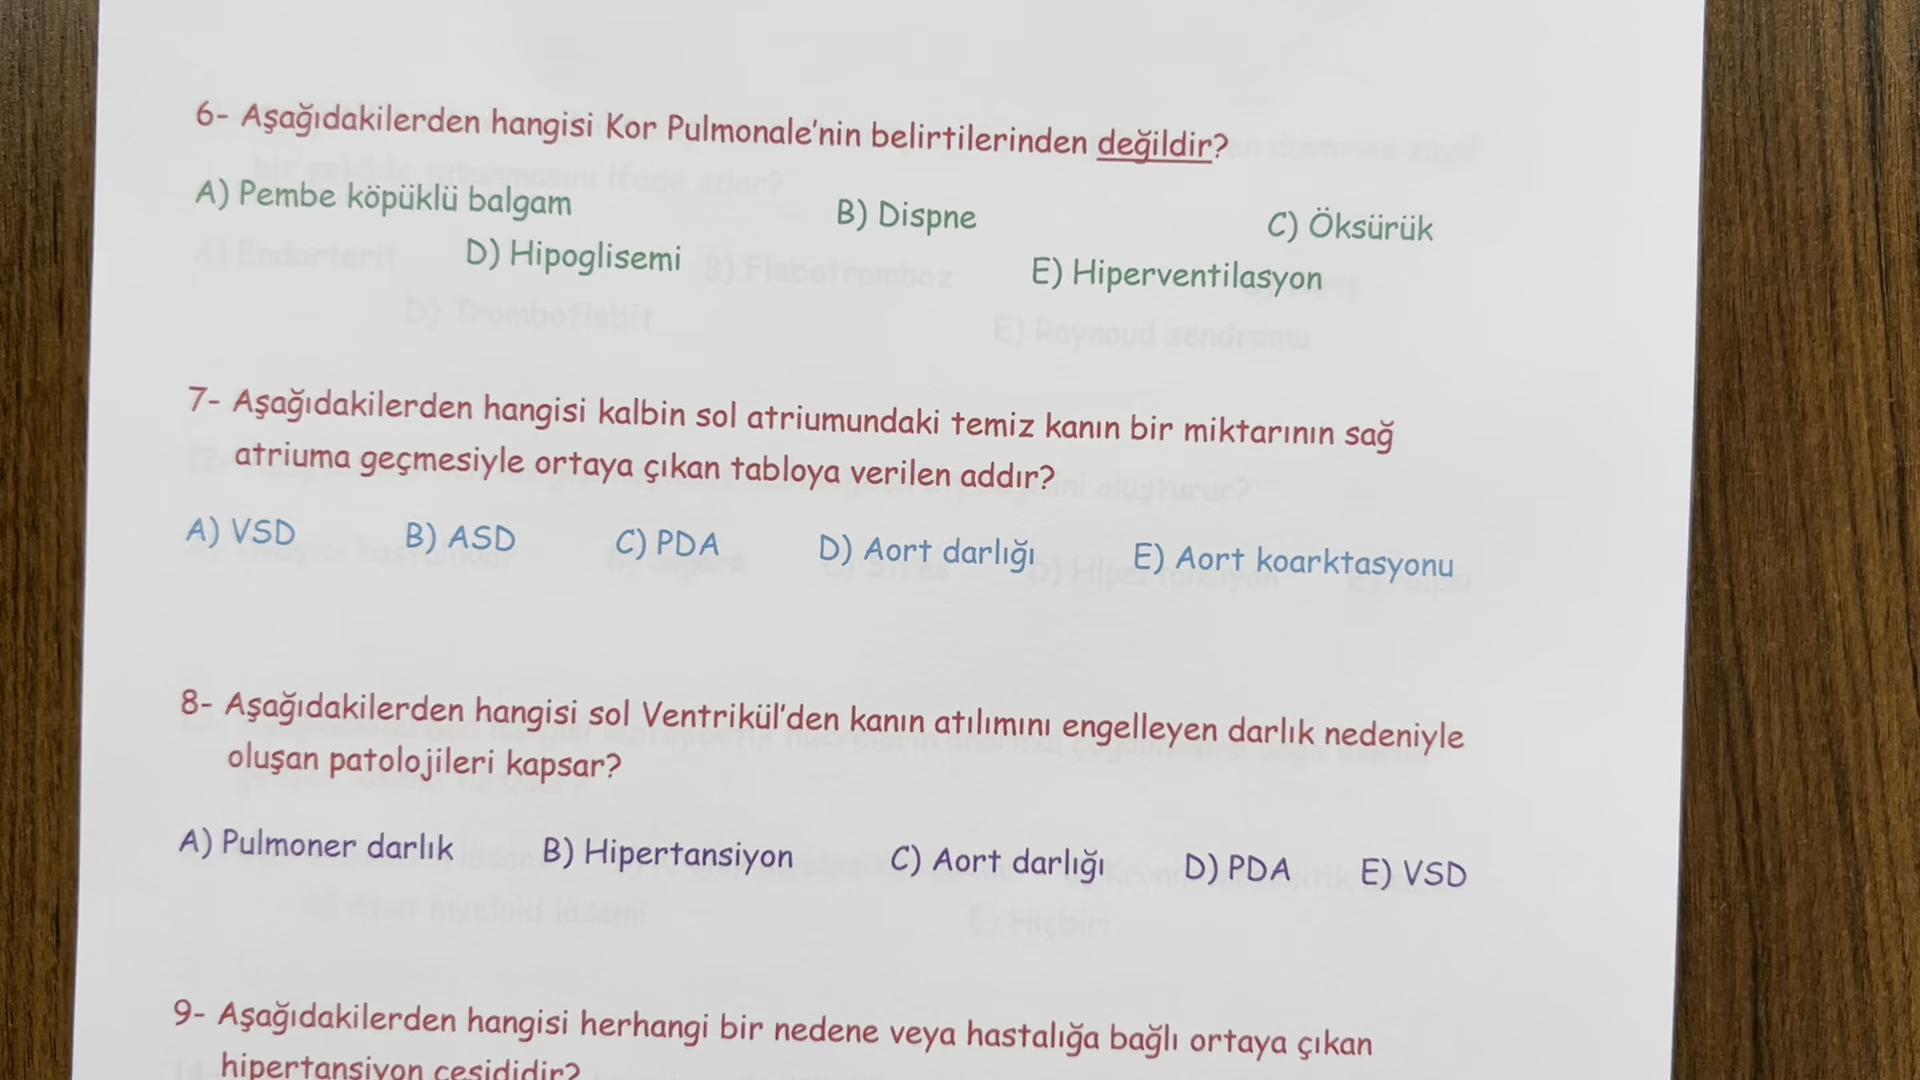 6- Aşağıdakilerden hangisi Kor Pulmonale'nin belirtilerinden değildir?
A) Pembe köpüklü balgam B) Dispne C) Öksürük
D) Hipoglisemi E) Hiperventilasyon
7- Aşağıdakilerden hangisi kalbin sol atriumundaki temiz kanın bir miktarının sağ
atriuma geçmesiyle ortaya çıkan tabloya verilen addır?
A) VSD B) ASD C) PDA D) Aort darlığı E) Aort koarktasyonu
8- Aşağıdakilerden hangisi sol Ventrikül'den kanın atılımını engelleyen darlık nedeniyle
oluşan patolojileri kapsar?
A) Pulmoner darlık B) Hipertansiyon C) Aort darlığı D) PDA E) VSD
9- Aşağıdakilerden hangisi herhangi bir nedene veya hastalığa bağlı ortaya çıkan
hipertansiyon çeşididir?